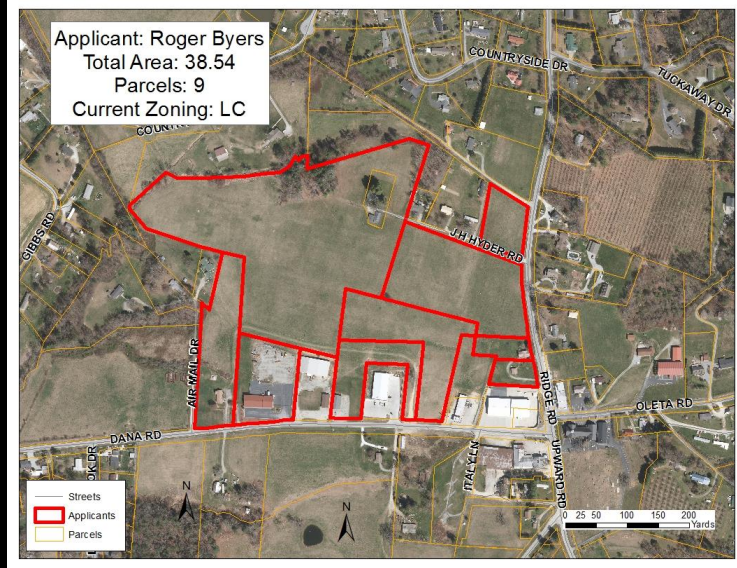 Applicant: Roger Byers
Total Area: 38.54
Parcels: 9
Current Zoning: LC
COUNTRYSIDE DR
TUCKAWAY DR
GIBBS RD
J H HYDER RD
AIR MAIL DR
RIDGE RD
OLETA RD
DANA RD
ITALY LN
UPWARD RD
N
N
Streets
Applicants
Parcels
0 25 50 100 150 200
Yards